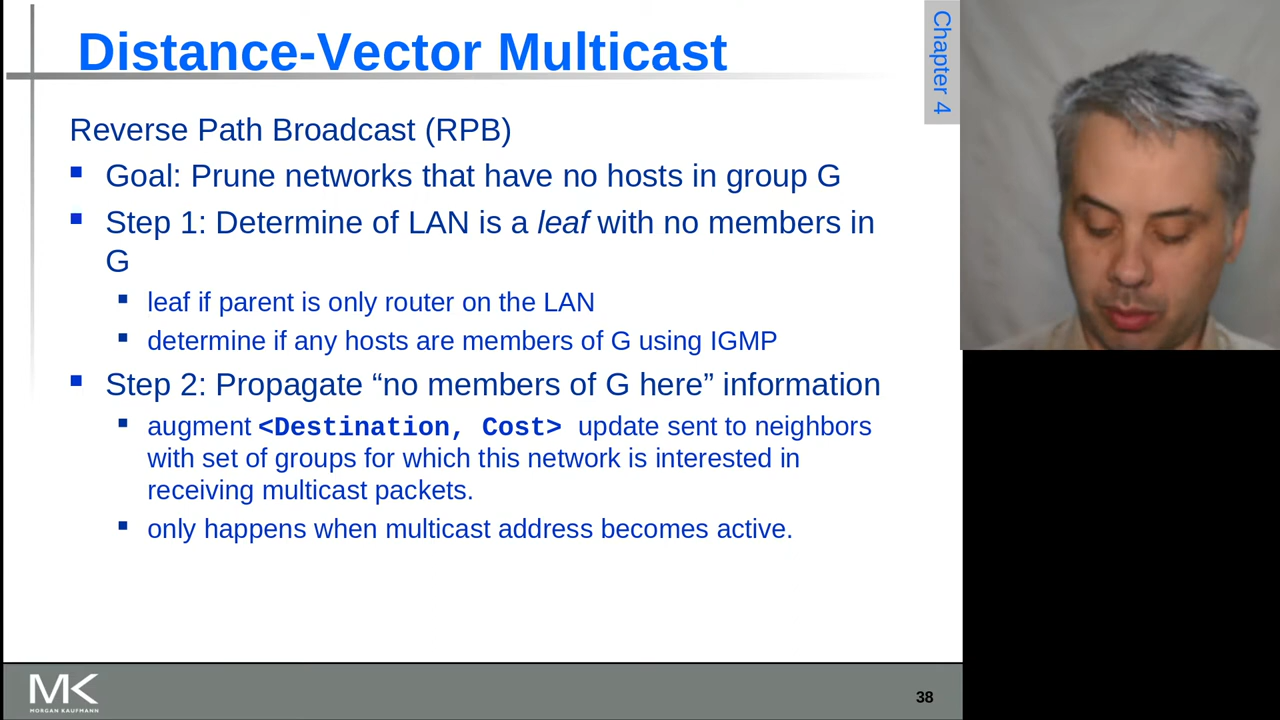 Distance-Vector Multicast
Chapter 4
Reverse Path Broadcast (RPB)
Goal: Prune networks that have no hosts in group G
Step 1: Determine of LAN is a leaf with no members in
G
leaf if parent is only router on the LAN
determine if any hosts are members of G using IGMP
Step 2: Propagate “no members of G here” information
augment <Destination, Cost> update sent to neighbors
with set of groups for which this network is interested in
receiving multicast packets.
only happens when multicast address becomes active.
MK
MORGAN KAUFMANN
38